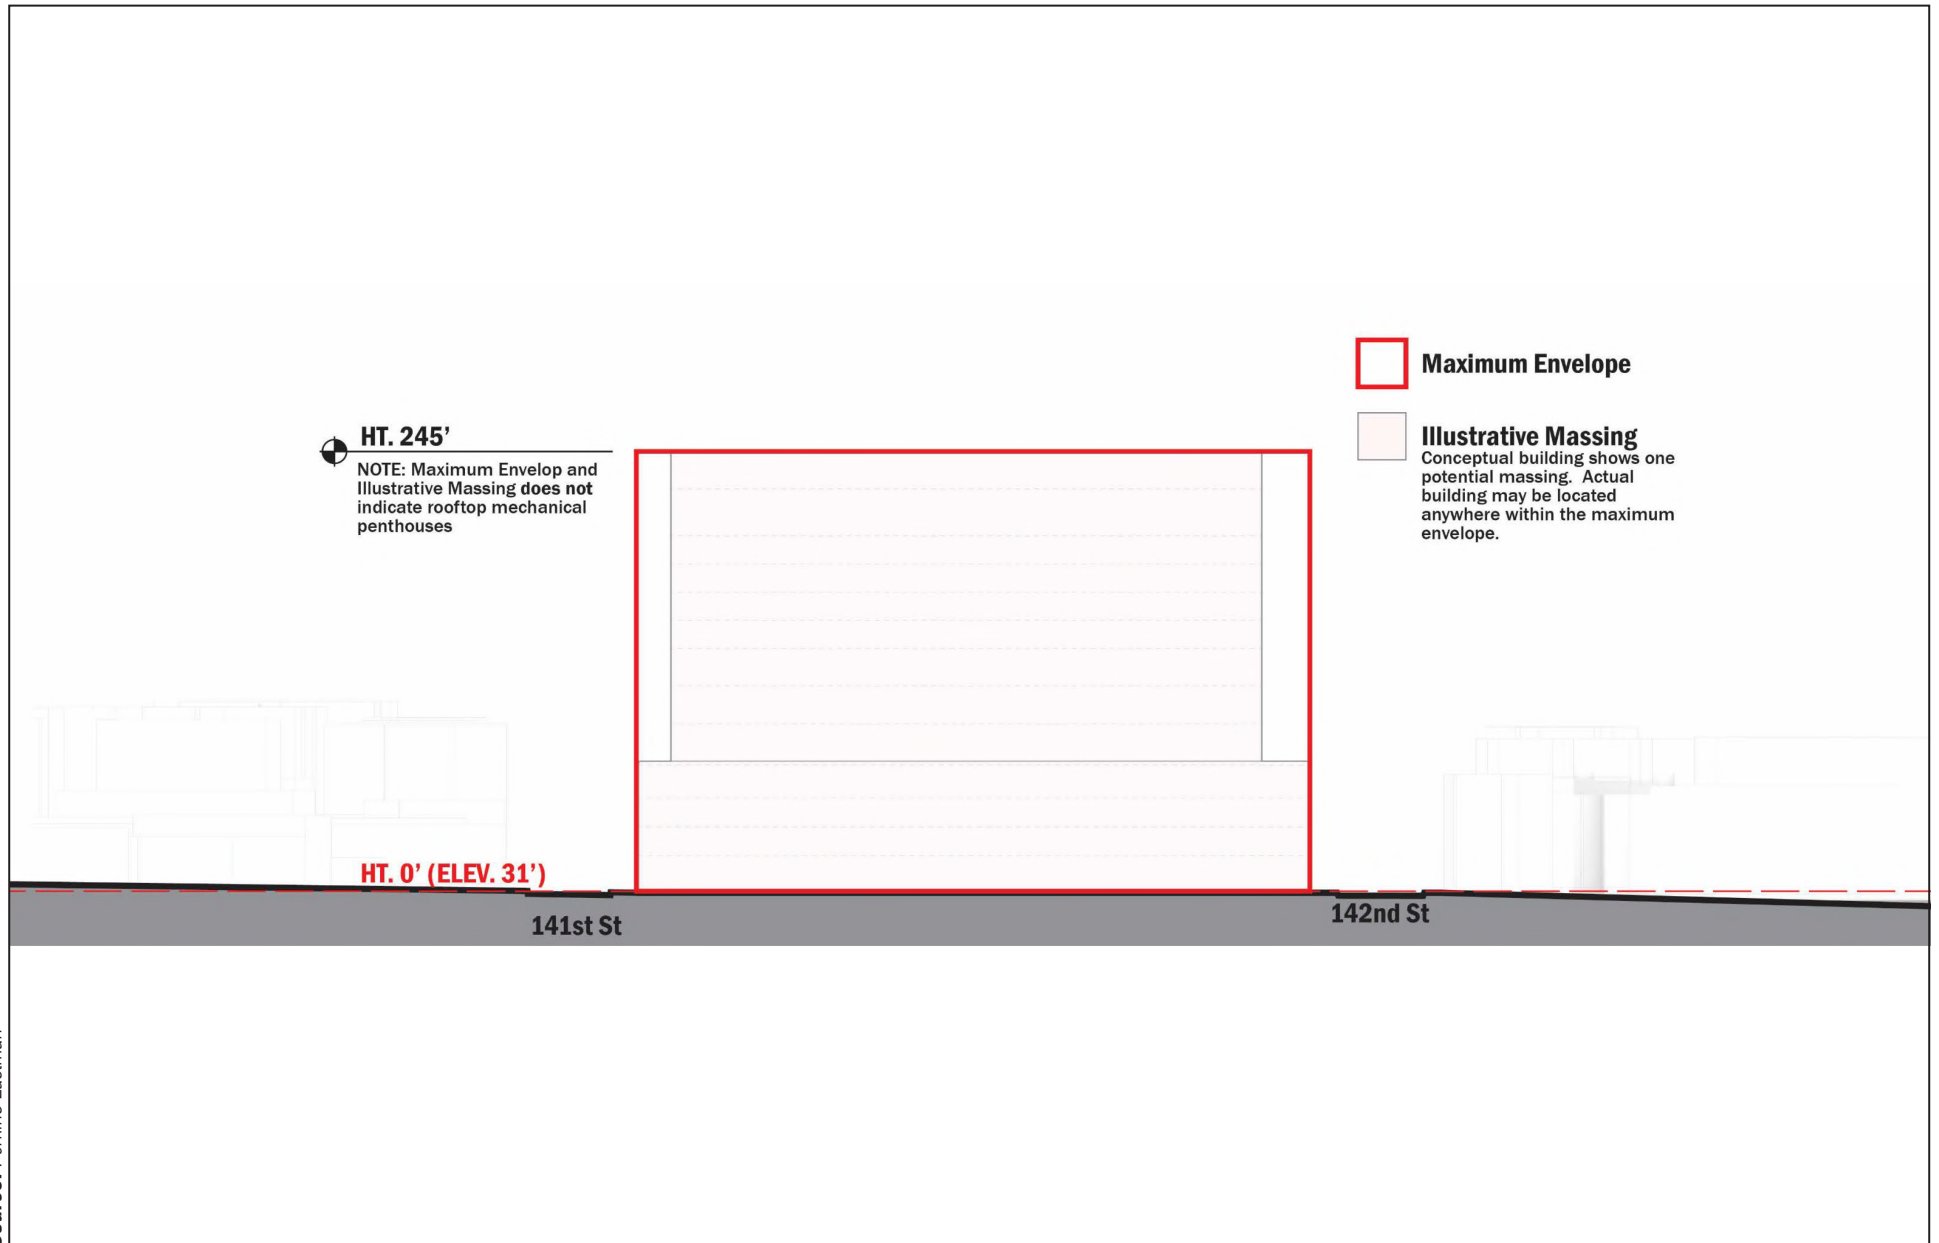 Maximum Envelope
HT. 245’
NOTE: Maximum Envelop and
Illustrative Massing does not
indicate rooftop mechanical
penthouses
Illustrative Massing
Conceptual building shows one
potential massing. Actual
building may be located
anywhere within the maximum
envelope.
HT. 0’ (ELEV. 31’)
141st St
142nd St